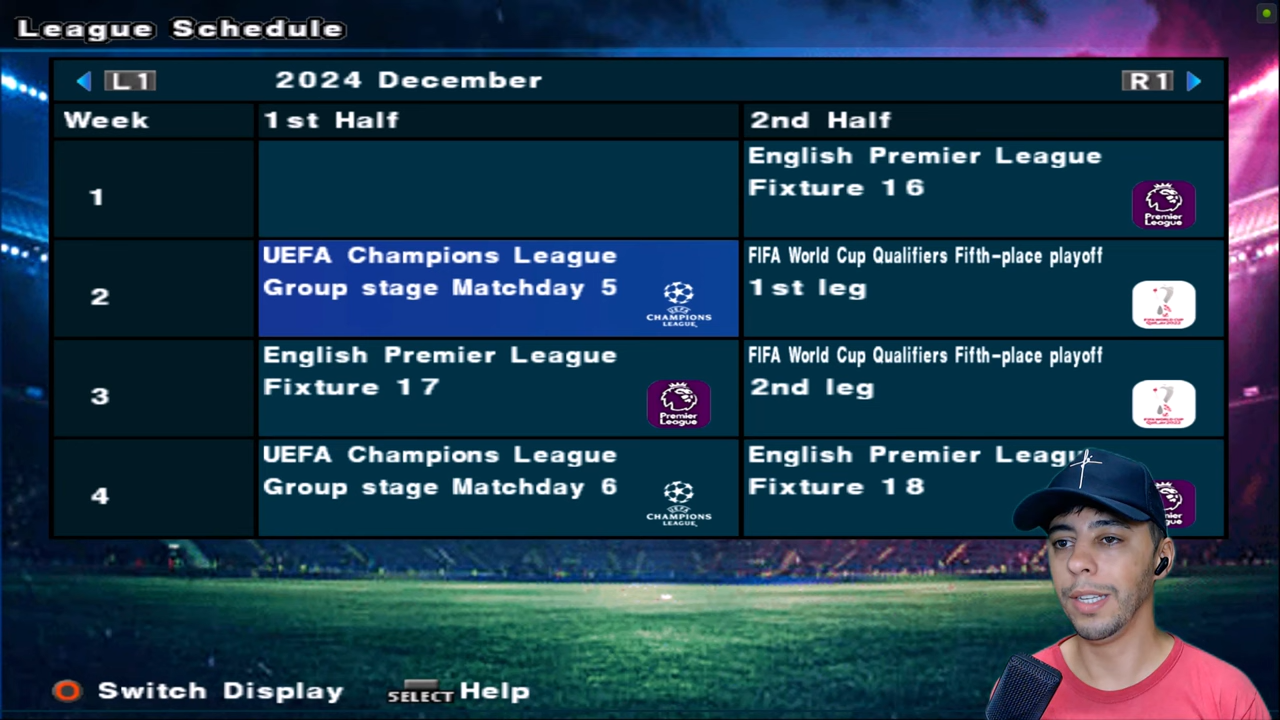 League Schedule
L1 2024 December R1
Week 1st Half 2nd Half
1
English Premier League
Fixture 16
Premier
League
2
UEFA Champions League
Group stage Matchday 5
UEFA
CHAMPIONS
LEAGUE
FIFA World Cup Qualifiers Fifth-place playoff
1st leg
3
English Premier League
Fixture 17
Premier
League
FIFA World Cup Qualifiers Fifth-place playoff
2nd leg
4
UEFA Champions League
Group stage Matchday 6
UEFA
CHAMPIONS
LEAGUE
English Premier League
Fixture 18
Switch Display
SELECT Help